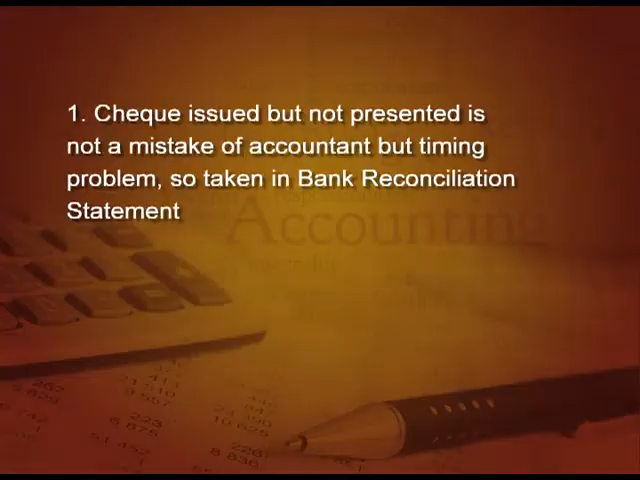 1. Cheque issued but not presented is
not a mistake of accountant but timing
problem, so taken in Bank Reconciliation
Statement
Accounting